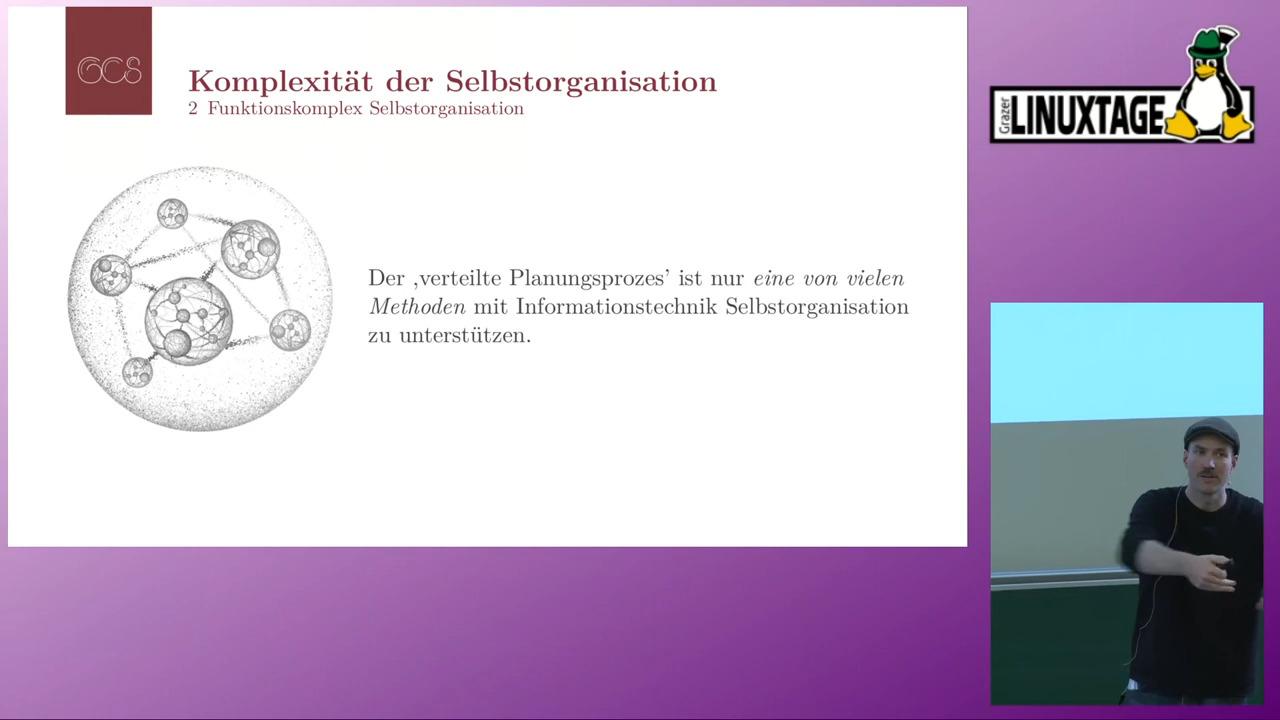 GCS
Komplexität der Selbstorganisation
2 Funktionskomplex Selbstorganisation
Der ‚verteilte Planungsprozes’ ist nur eine von vielen
Methoden mit Informationstechnik Selbstorganisation
zu unterstützen.
Grazer
LINUXTAGE